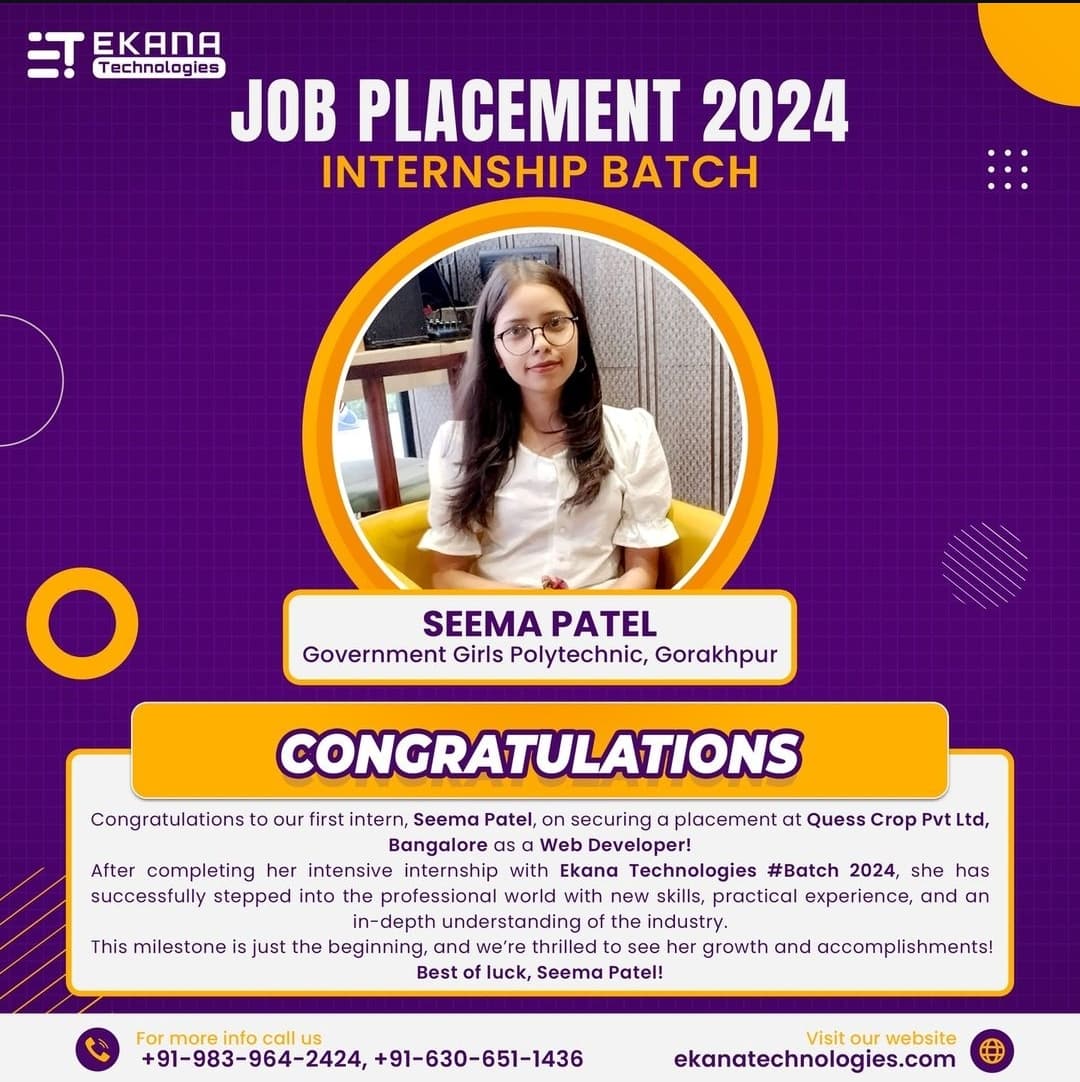 EKANA
Technologies
JOB PLACEMENT 2024
INTERNSHIP BATCH
SEEMA PATEL
Government Girls Polytechnic, Gorakhpur
CONGRATULATIONS
Congratulations to our first intern, Seema Patel, on securing a placement at Quess Crop Pvt Ltd,
Bangalore as a Web Developer!
After completing her intensive internship with Ekana Technologies #Batch 2024, she has
successfully stepped into the professional world with new skills, practical experience, and an
in-depth understanding of the industry.
This milestone is just the beginning, and we're thrilled to see her growth and accomplishments!
Best of luck, Seema Patel!
For more info call us
+91-983-964-2424, +91-630-651-1436
Visit our website
ekanatechnologies.com